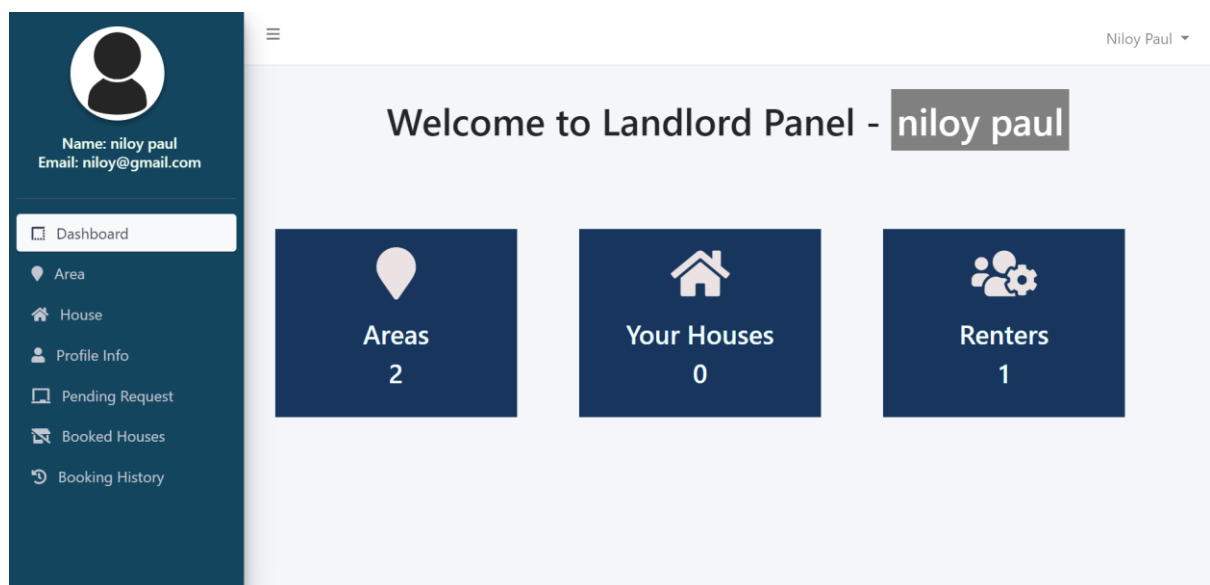 Name: niloy paul
Email: niloy@gmail.com
Dashboard
Area
House
Profile Info
Pending Request
Booked Houses
Booking History
Niloy Paul
Welcome to Landlord Panel - niloy paul
Areas
2
Your Houses
0
Renters
1